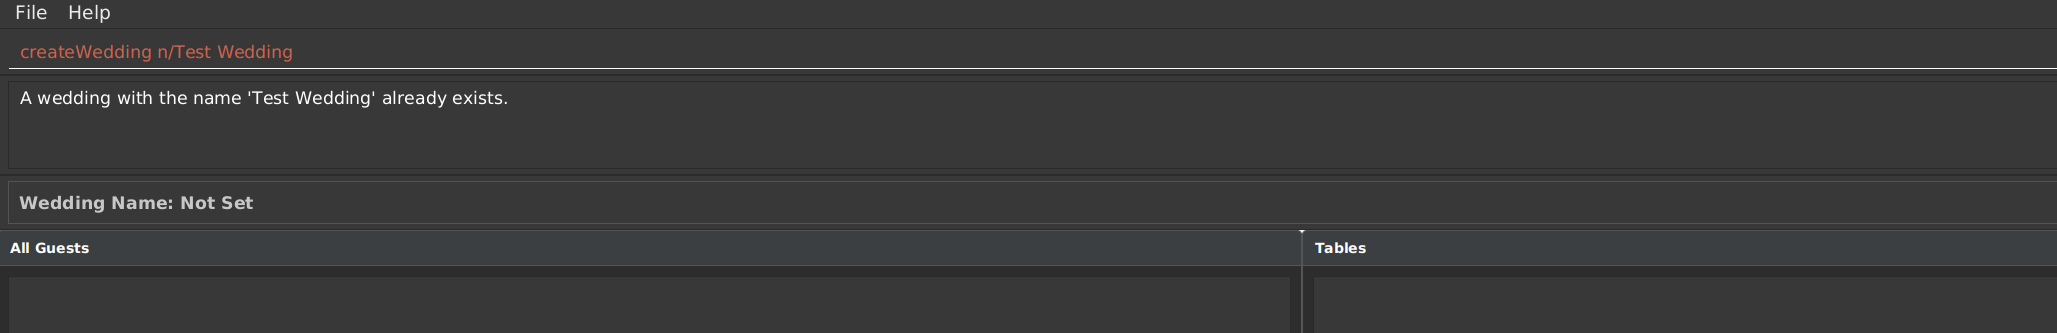 File Help
createWedding n/Test Wedding
A wedding with the name 'Test Wedding' already exists.
Wedding Name: Not Set
All Guests Tables